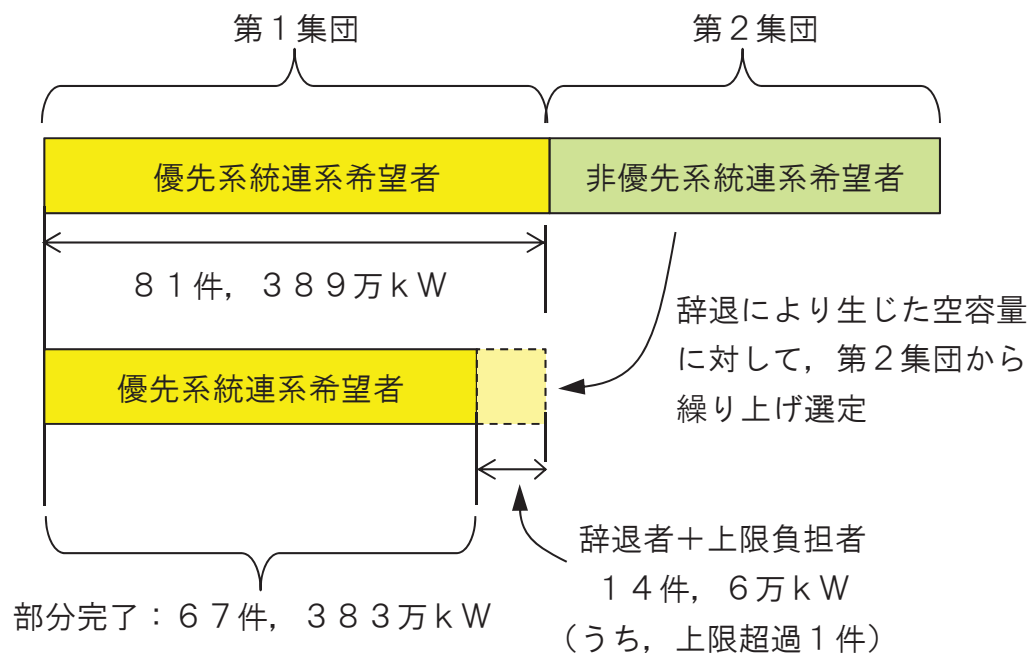 第１集団
第２集団
優先系統連系希望者
非優先系統連系希望者
８１件，３８９万ｋＷ
辞退により生じた空容量
に対して，第２集団から
繰り上げ選定
優先系統連系希望者
辞退者＋上限負担者
１４件，６万ｋＷ
（うち，上限超過１件）
部分完了：６７件，３８３万ｋＷ